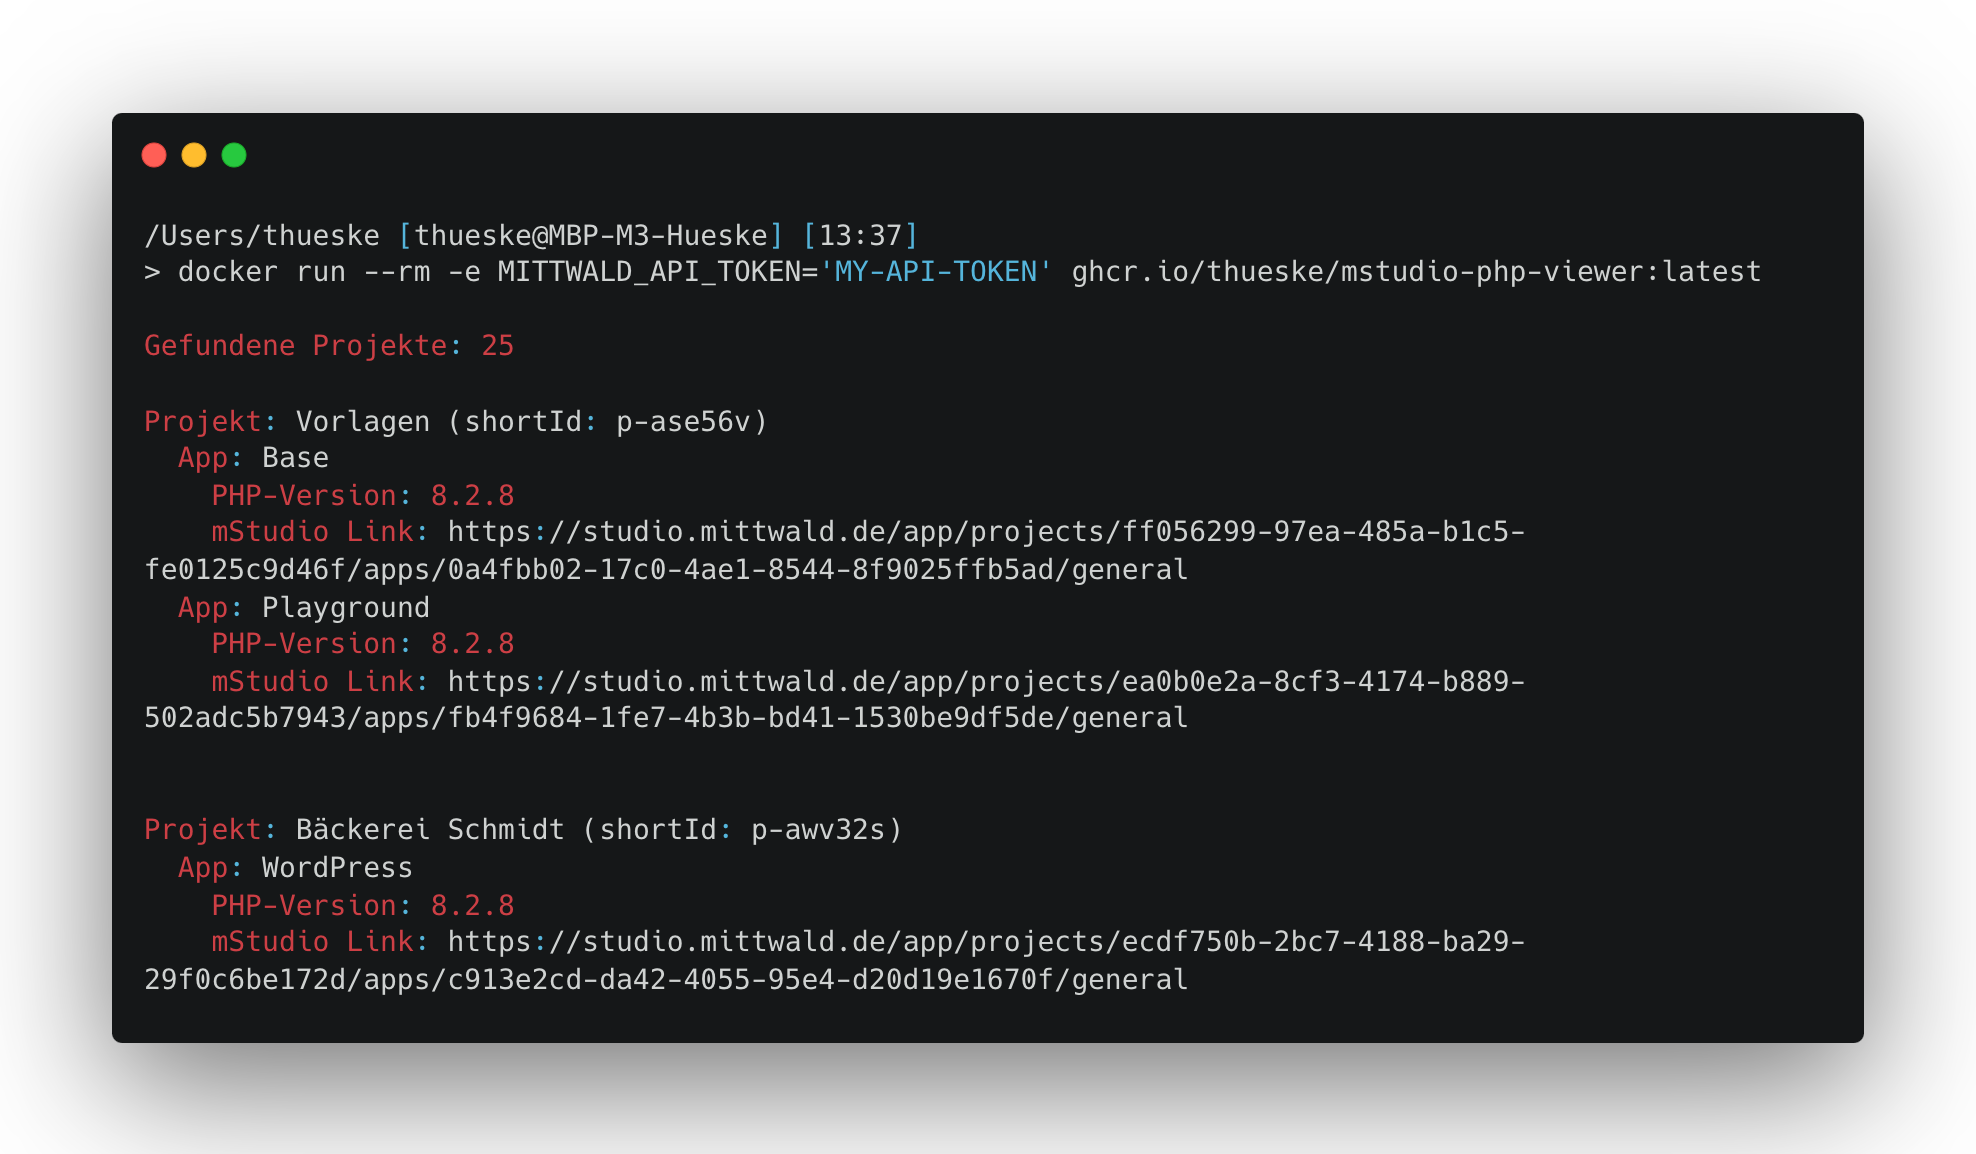 /Users/thueske [thueske@MBP-M3-Hueske] [13:37]
> docker run --rm -e MITTWALD_API_TOKEN='MY-API-TOKEN' ghcr.io/thueske/mstudio-php-viewer:latest
Gefundene Projekte: 25
Projekt: Vorlagen (shortId: p-ase56v)
App: Base
PHP-Version: 8.2.8
mStudio Link: https://studio.mittwald.de/app/projects/ff056299-97ea-485a-b1c5-
fe0125c9d46f/apps/0a4fbb02-17c0-4ae1-8544-8f9025ffb5ad/general
App: Playground
PHP-Version: 8.2.8
mStudio Link: https://studio.mittwald.de/app/projects/ea0b0e2a-8cf3-4174-b889-
502adc5b7943/apps/fb4f9684-1fe7-4b3b-bd41-1530be9df5de/general
Projekt: Bäckerei Schmidt (shortId: p-awv32s)
App: WordPress
PHP-Version: 8.2.8
mStudio Link: https://studio.mittwald.de/app/projects/ecdf750b-2bc7-4188-ba29-
29f0c6be172d/apps/c913e2cd-da42-4055-95e4-d20d19e1670f/general